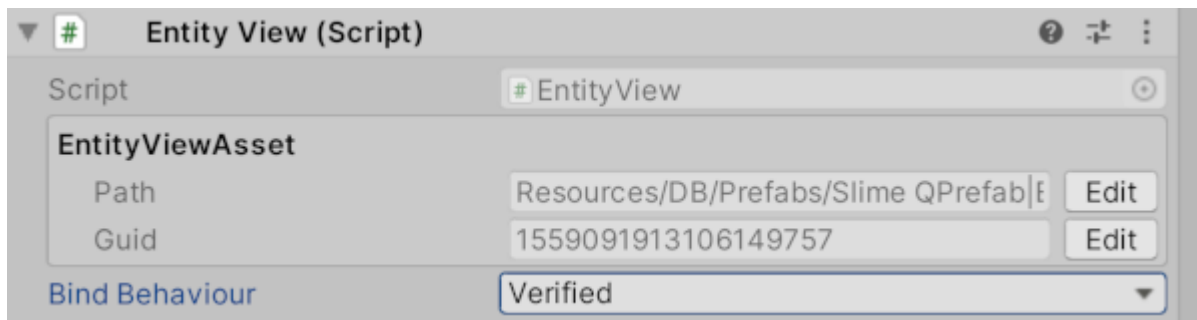 # Entity View (Script)
Script # EntityView
EntityViewAsset
Path Resources/DB/Prefabs/Slime QPrefab|E Edit
Guid 1559091913106149757 Edit
Bind Behaviour Verified